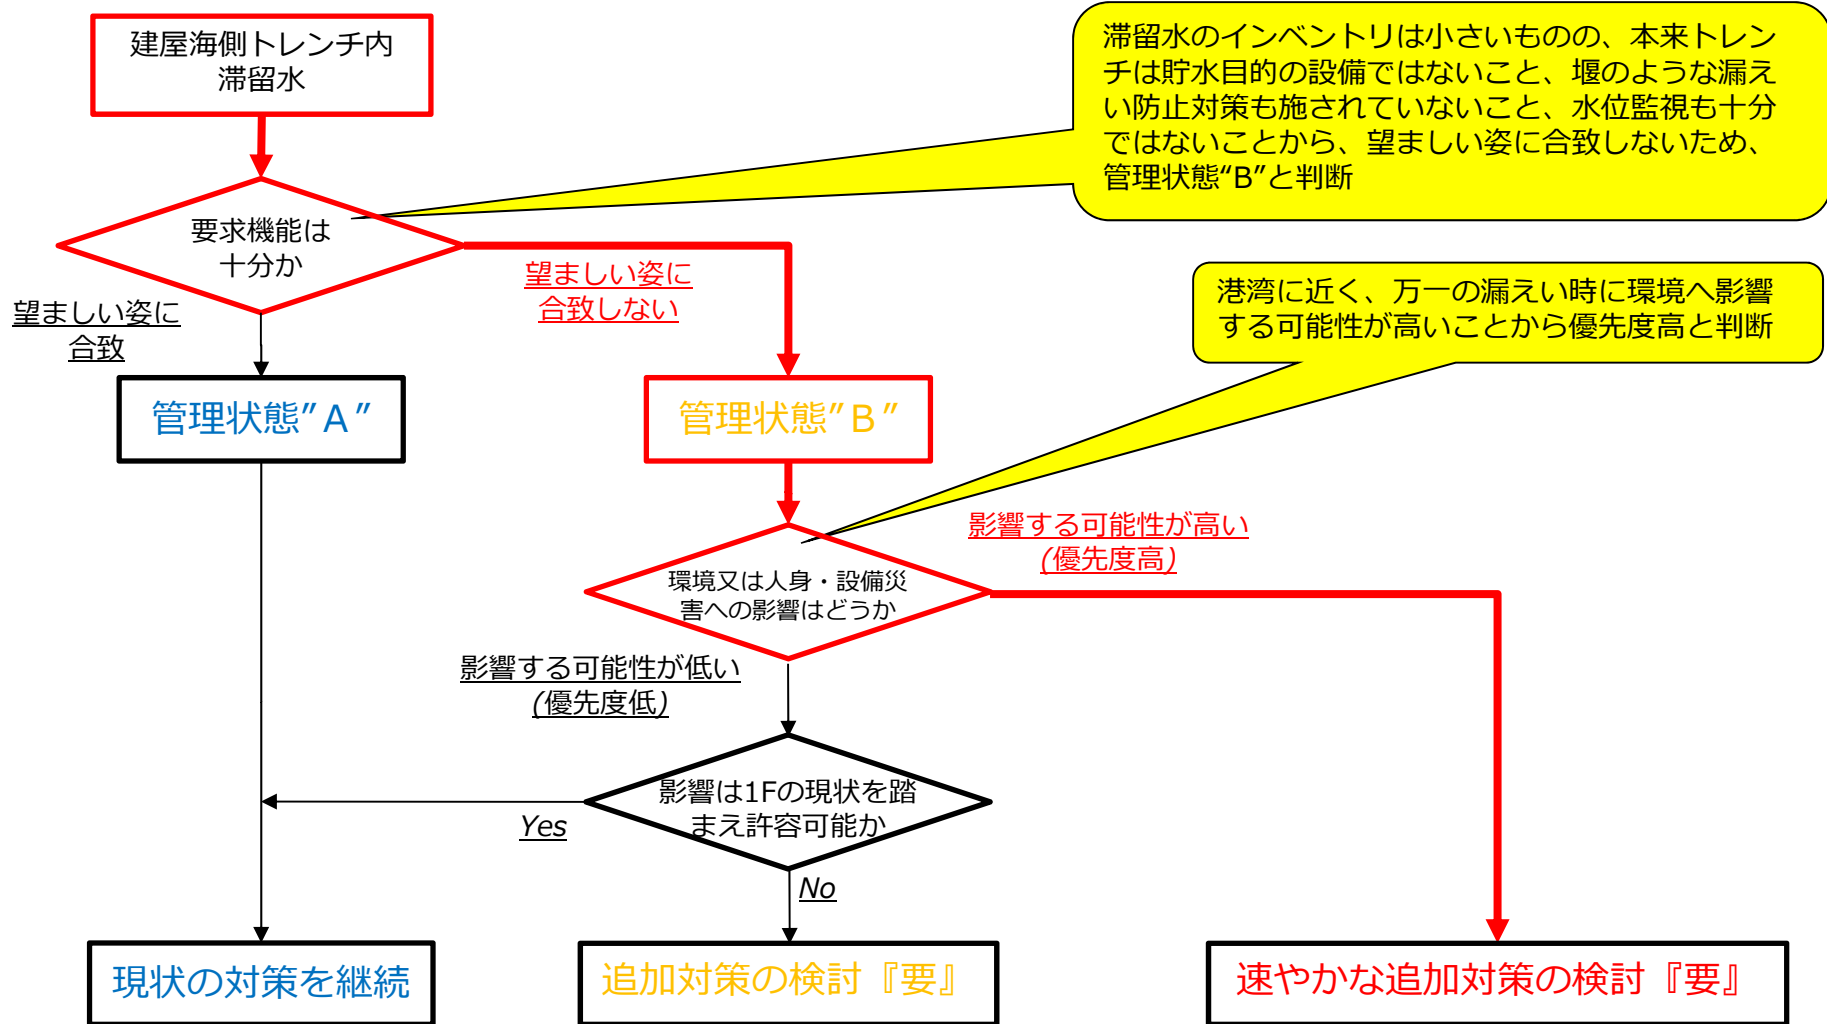 建屋海側トレンチ内
滞留水
滞留水のインベントリは小さいものの、本来トレン
チは貯水目的の設備ではないこと、堰のような漏え
い防止対策も施されていないこと、水位監視も十分
ではないことから、望ましい姿に合致しないため、
管理状態“B”と判断
要求機能は
十分か
望ましい姿に
合致しない
望ましい姿に
合致
港湾に近く、万一の漏えい時に環境へ影響
する可能性が高いことから優先度高と判断
管理状態”A”
管理状態”B”
影響する可能性が高い
(優先度高)
環境又は人身・設備災
害への影響はどうか
影響する可能性が低い
(優先度低)
影響は1Fの現状を踏
まえ許容可能か
Yes
No
現状の対策を継続
追加対策の検討『要』
速やかな追加対策の検討『要』